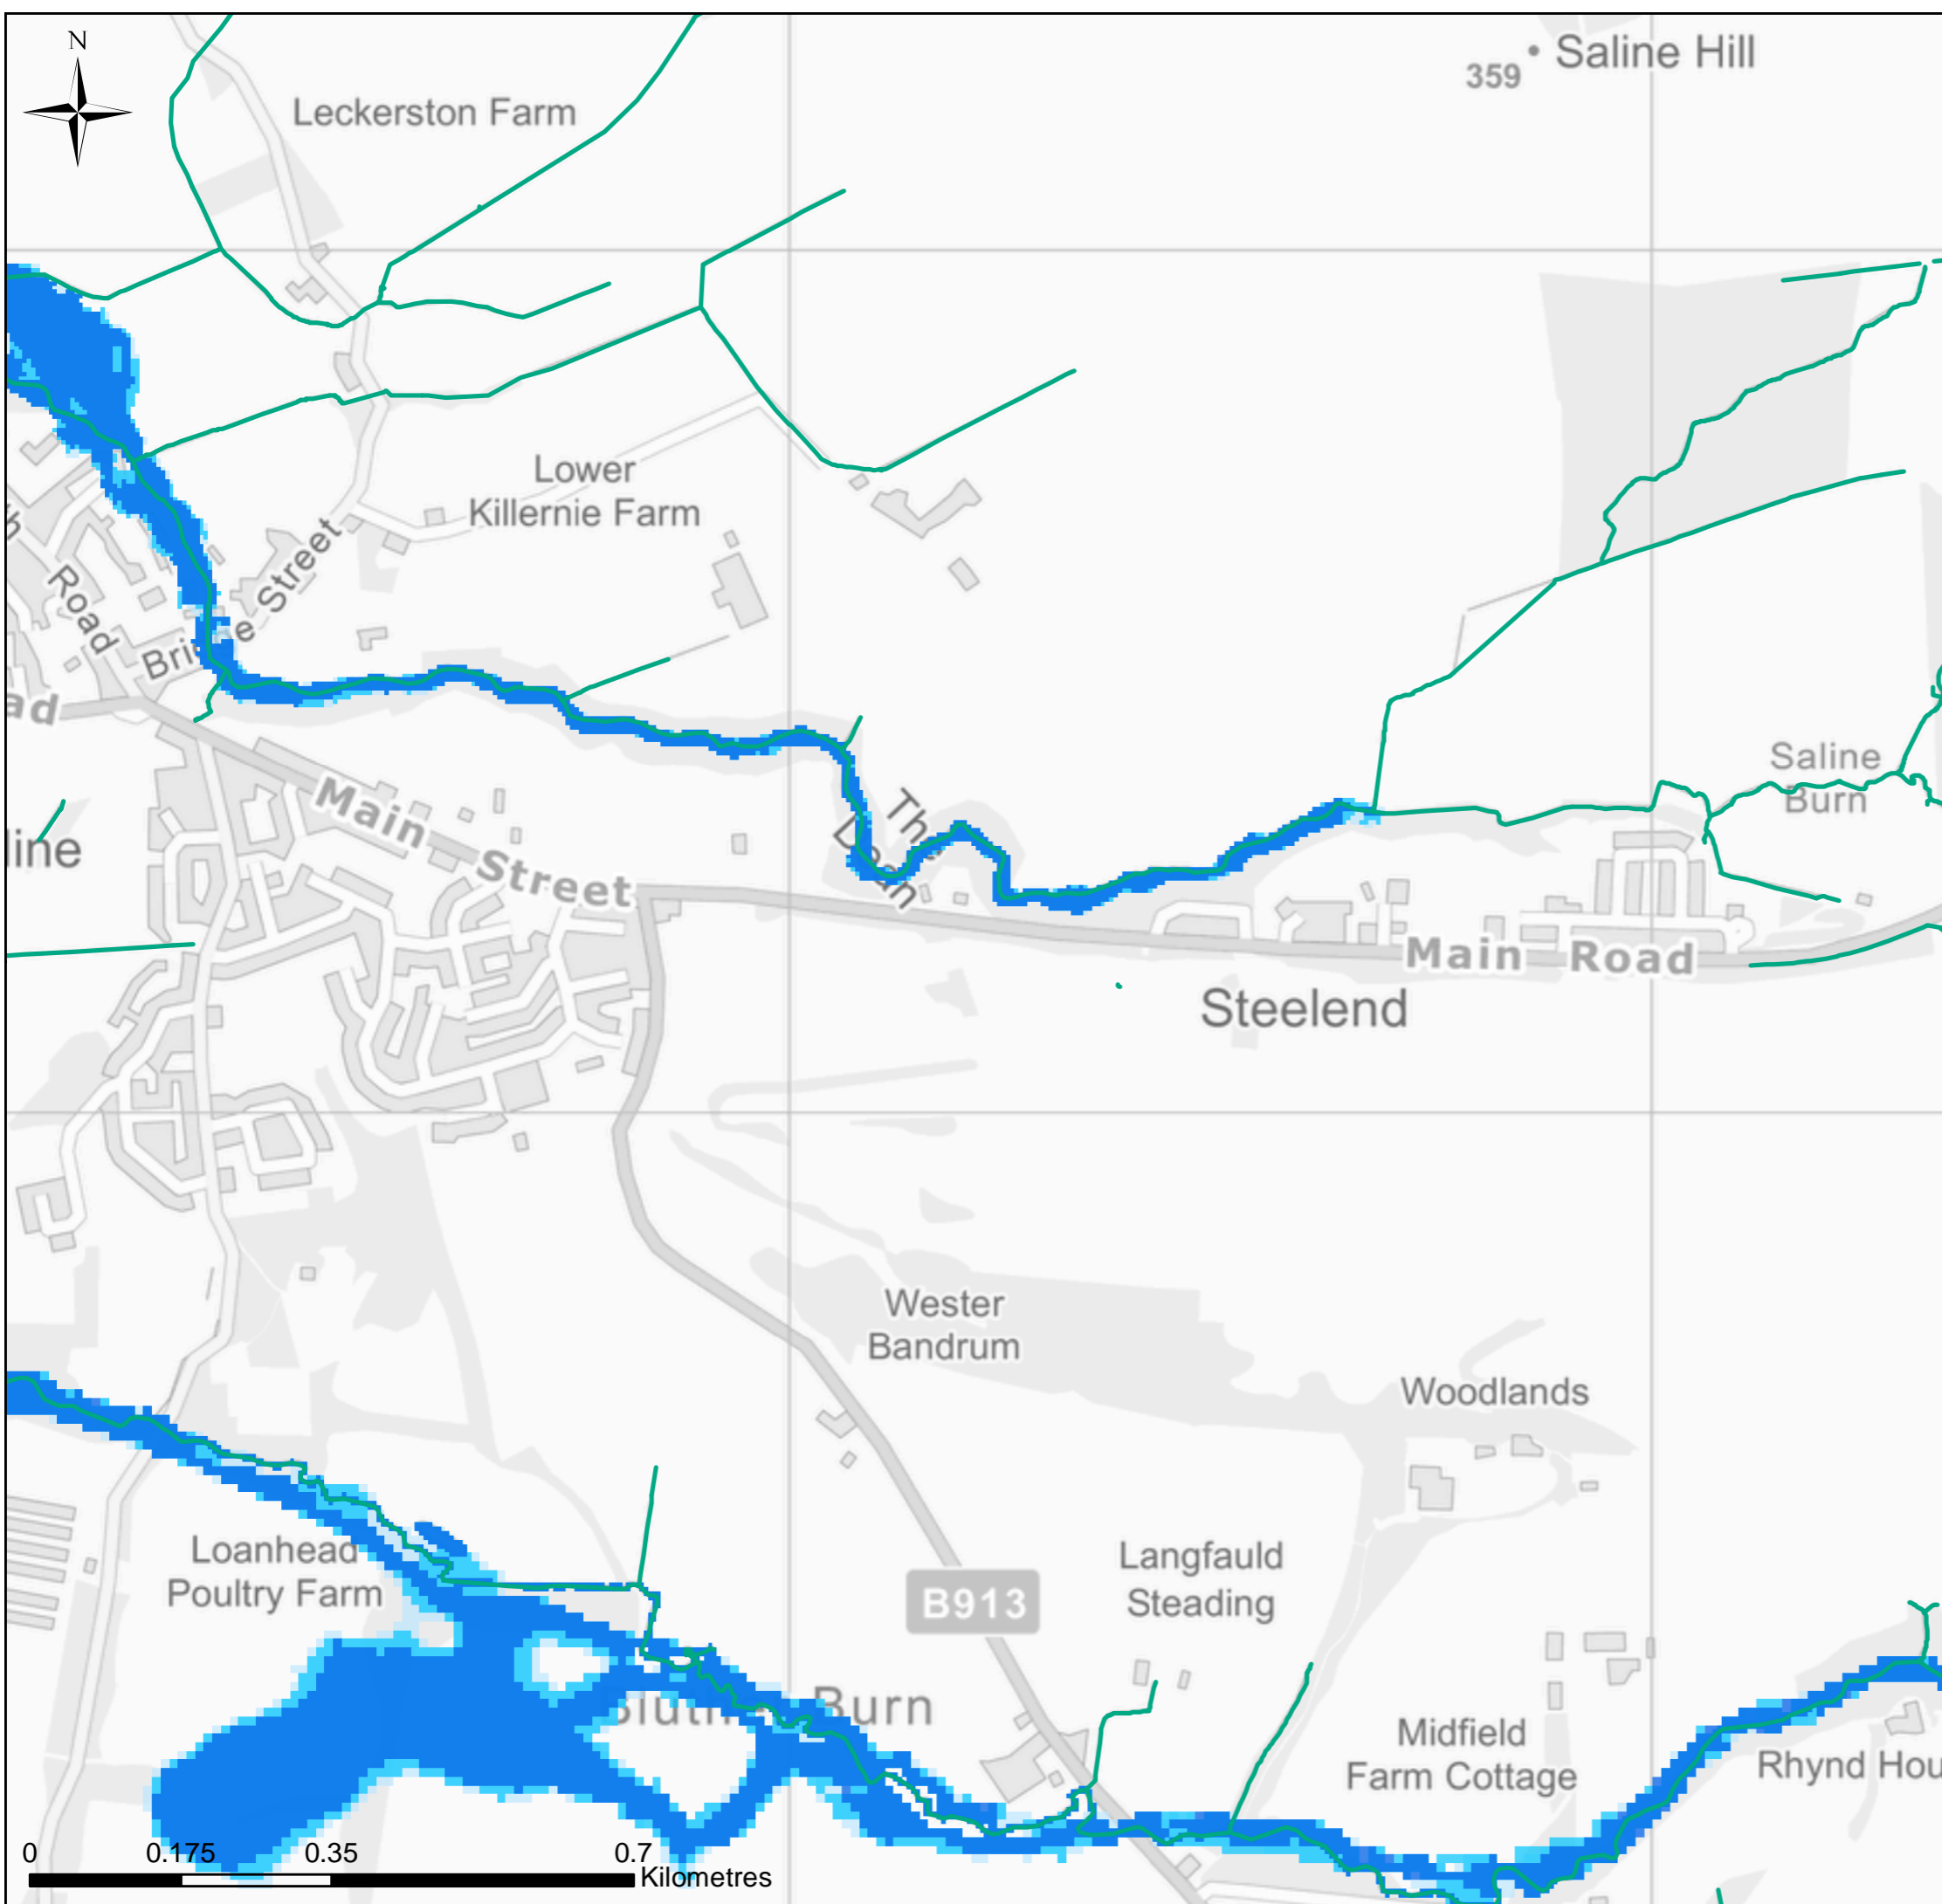 N
359
Saline Hill
Leckerston Farm
Lower
Killernie Farm
Road
Street
ad
Main
Street
line
The
Dean
Saline
Burn
Main Road
Steelend
Wester
Bandrum
Woodlands
Loanhead
Poultry Farm
B913
Langfauld
Steading
Burn
Midfield
Farm Cottage
Rhynd Hou
0 0.175 0.35 0.7
Kilometres